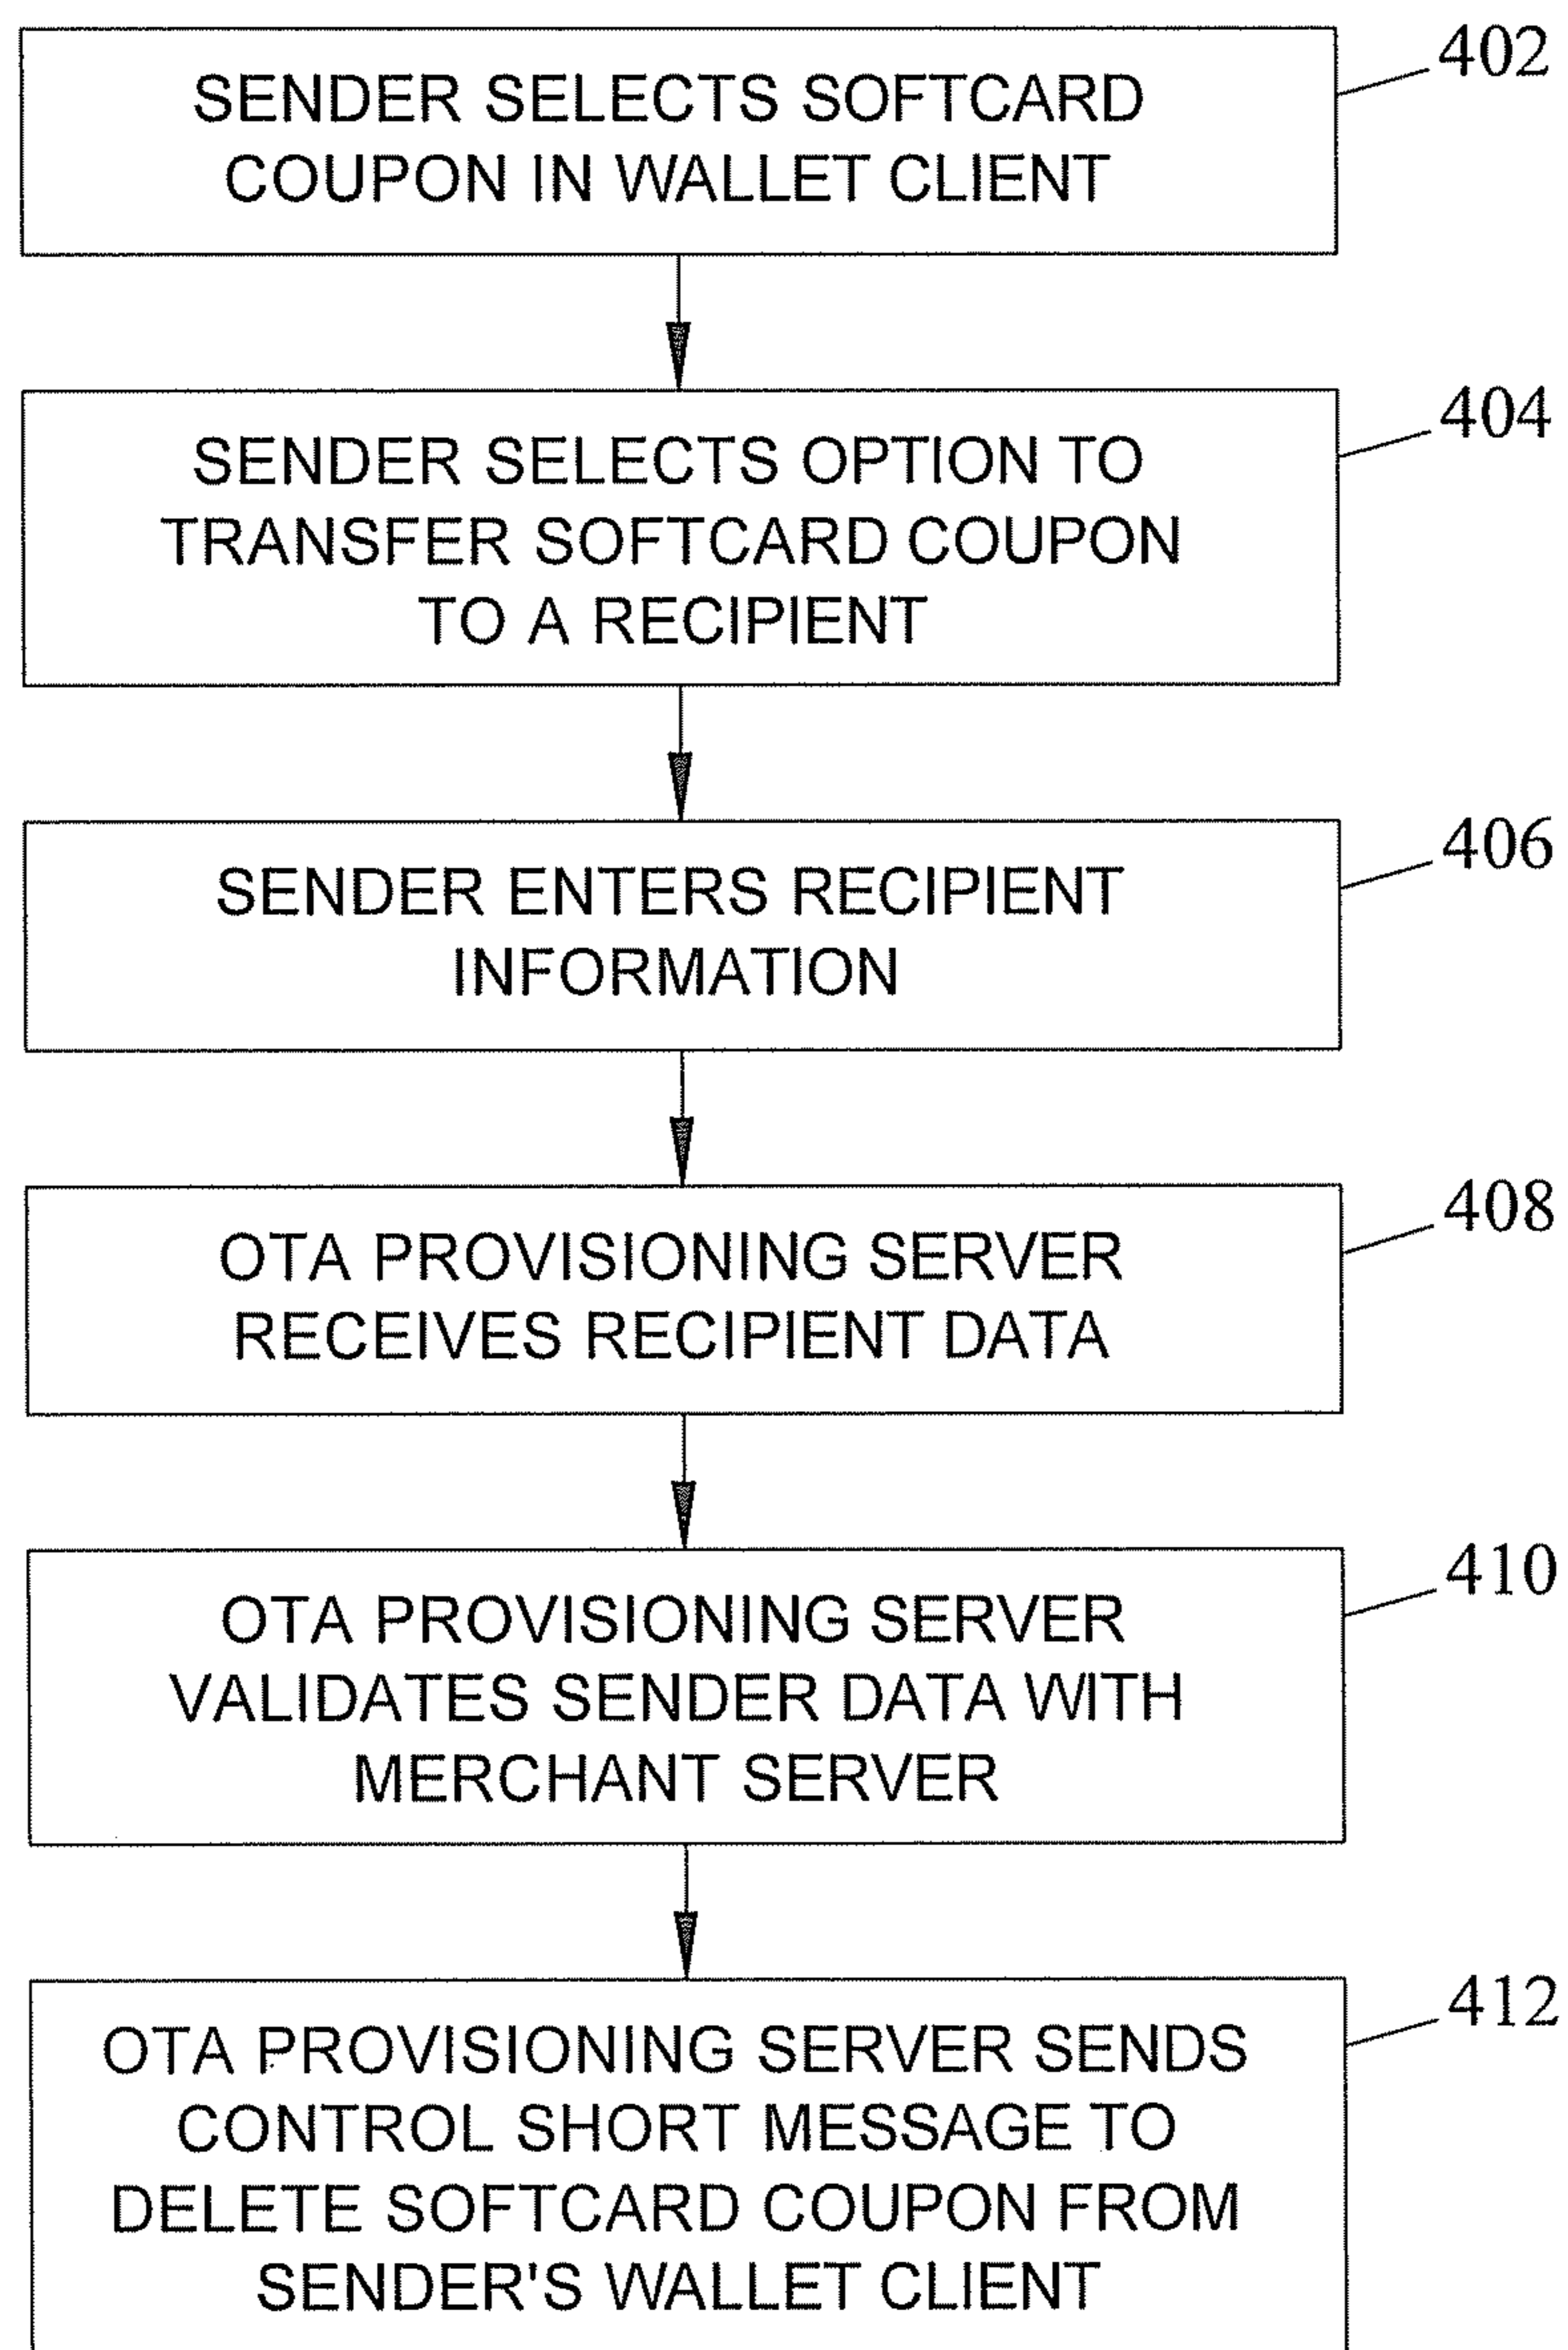 402
SENDER SELECTS SOFTCARD
COUPON IN WALLET CLIENT
404
SENDER SELECTS OPTION TO
TRANSFER SOFTCARD COUPON
TO A RECIPIENT
406
SENDER ENTERS RECIPIENT
INFORMATION
408
OTA PROVISIONING SERVER
RECEIVES RECIPIENT DATA
410
OTA PROVISIONING SERVER
VALIDATES SENDER DATA WITH
MERCHANT SERVER
412
OTA PROVISIONING SERVER SENDS
CONTROL SHORT MESSAGE TO
DELETE SOFTCARD COUPON FROM
SENDER'S WALLET CLIENT